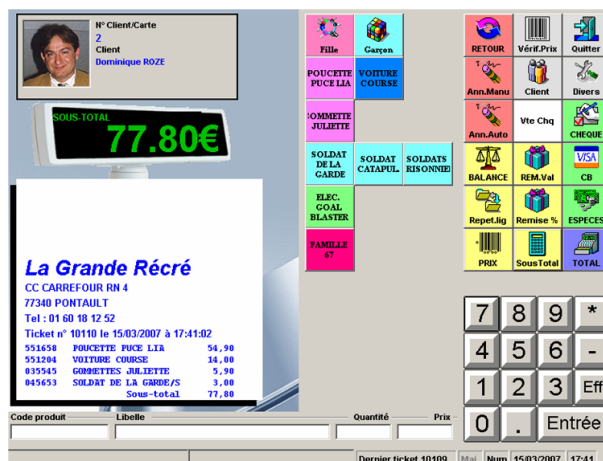 N° Client/Carte
2
Client
Dominique ROZE
SOUS-TOTAL
77.80€
La Grande Récré
CC CARREFOUR RN 4
77340 PONTAULT
Tel : 01 60 18 12 52
Ticket n° 10110 le 15/03/2007 à 17:41:02
551658 POUCETTE PUCE LIA 54,90
551204 VOITURE COURSE 14,00
035545 GOMMETTES JULIETTE 5,90
045653 SOLDAT DE LA GARDE/S 3,00
Sous-total 77,80
Fille
Garçon
POUCETTE
PUCE LIA
VOITURE
COURSE
OMMETTE
JULIETTE
SOLDAT
DE LA
GARDE
SOLDAT
CATAPUL.
SOLDATS
RISONNIE
ELEC.
GOAL
BLASTER
FAMILLE
67
RETOUR
Vérif.Prix
Quitter
Ann.Manu
Client
Divers
Ann.Auto
Vte Chq
CHEQUE
BALANCE
REM.Val
VISA
CB
Repet.lig
Remise %
ESPECES
PRIX
SousTotal
TOTAL
7 8 9 *
4 5 6 -
1 2 3 Eff
0 . Entrée
Code produit Libelle Quantité Prix
Dernier ticket 10109 Maj Num 15/03/2007 17:41